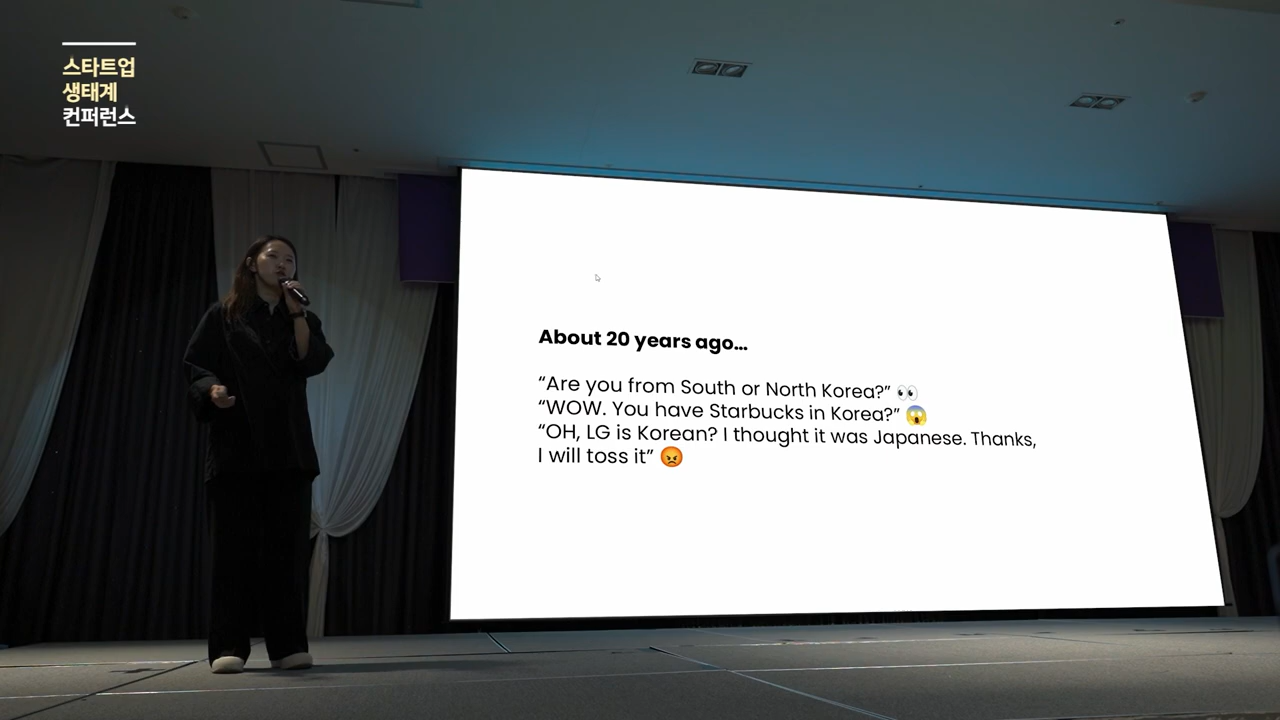 스타트업
생태계
컨퍼런스
About 20 years ago...
“Are you from South or North Korea?” 👀
“WOW. You have Starbucks in Korea?” 😱
“OH, LG is Korean? I thought it was Japanese. Thanks,
I will toss it” 😡